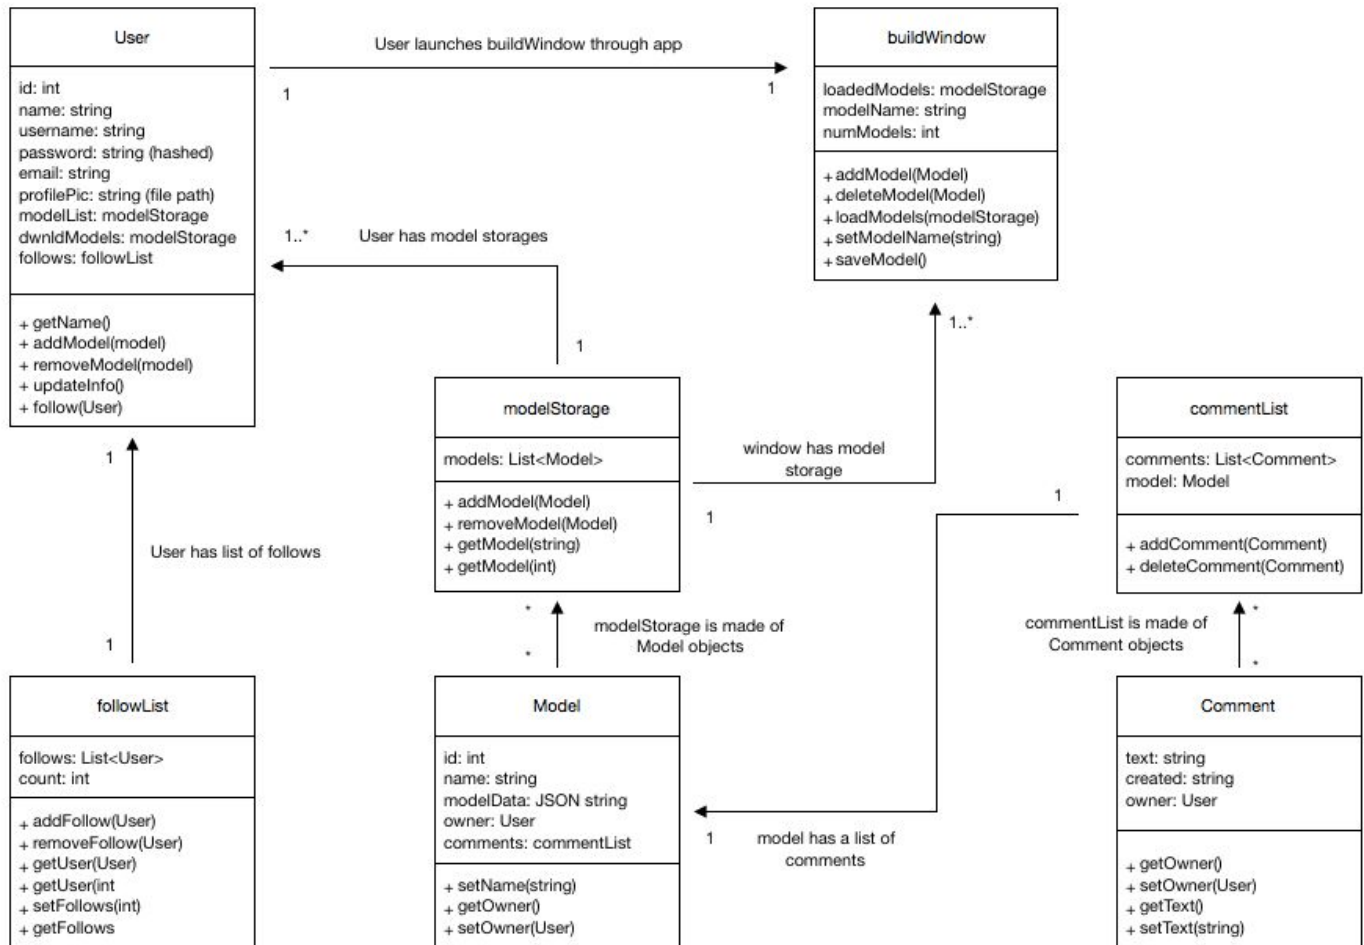 User
id: int
name: string
username: string
password: string (hashed)
email: string
profilePic: string (file path)
modelList: modelStorage
dwnldModels: modelStorage
follows: followList
+ getName()
+ addModel(model)
+ removeModel(model)
+ updateInfo()
+ follow(User)
User launches buildWindow through app
1
1
buildWindow
loadedModels: modelStorage
modelName: string
numModels: int
+ addModel(Model)
+ deleteModel(Model)
+ loadModels(modelStorage)
+ setModelName(string)
+ saveModel()
1..*
User has model storages
1
1..*
modelStorage
models: List<Model>
+ addModel(Model)
+ removeModel(Model)
+ getModel(string)
+ getModel(int)
window has model
storage
1
commentList
comments: List<Comment>
model: Model
+ addComment(Comment)
+ deleteComment(Comment)
1
1
User has list of follows
1
*
modelStorage is made of
Model objects
*
*
commentList is made of
Comment objects
*
followList
follows: List<User>
count: int
+ addFollow(User)
+ removeFollow(User)
+ getUser(User)
+ getUser(int
+ setFollows(int)
+ getFollows
Model
id: int
name: string
modelData: JSON string
owner: User
comments: commentList
+ setName(string)
+ getOwner()
+ setOwner(User)
1
model has a list of
comments
Comment
text: string
created: string
owner: User
+ getOwner()
+ setOwner(User)
+ getText()
+ setText(string)